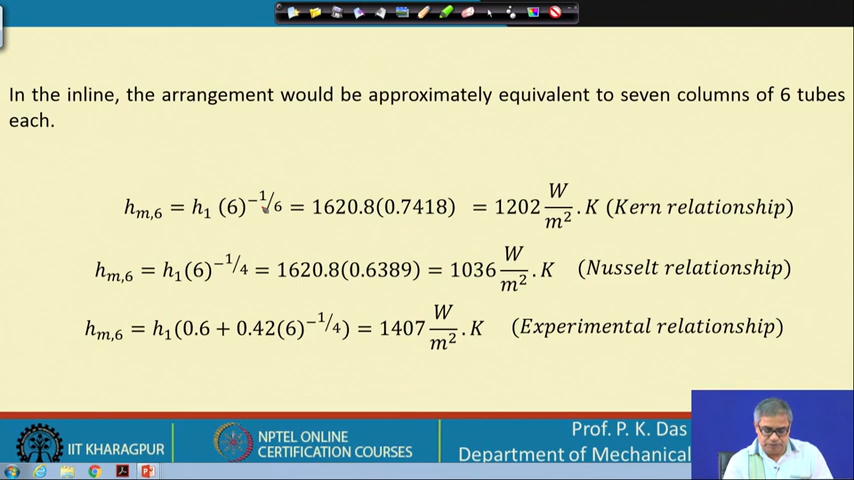 In the inline, the arrangement would be approximately equivalent to seven columns of 6 tubes
each.
h_{m,6} = h_1 (6)^{-1/6} = 1620.8(0.7418) = 1202 W/m^2 . K (Kern relationship)
h_{m,6} = h_1(6)^{-1/4} = 1620.8(0.6389) = 1036 W/m^2 . K (Nusselt relationship)
h_{m,6} = h_1(0.6 + 0.42(6)^{-1/4}) = 1407 W/m^2 . K (Experimental relationship)
IIT KHARAGPUR
NPTEL ONLINE
CERTIFICATION COURSES
Prof. P. K. Das
Department of Mechanical